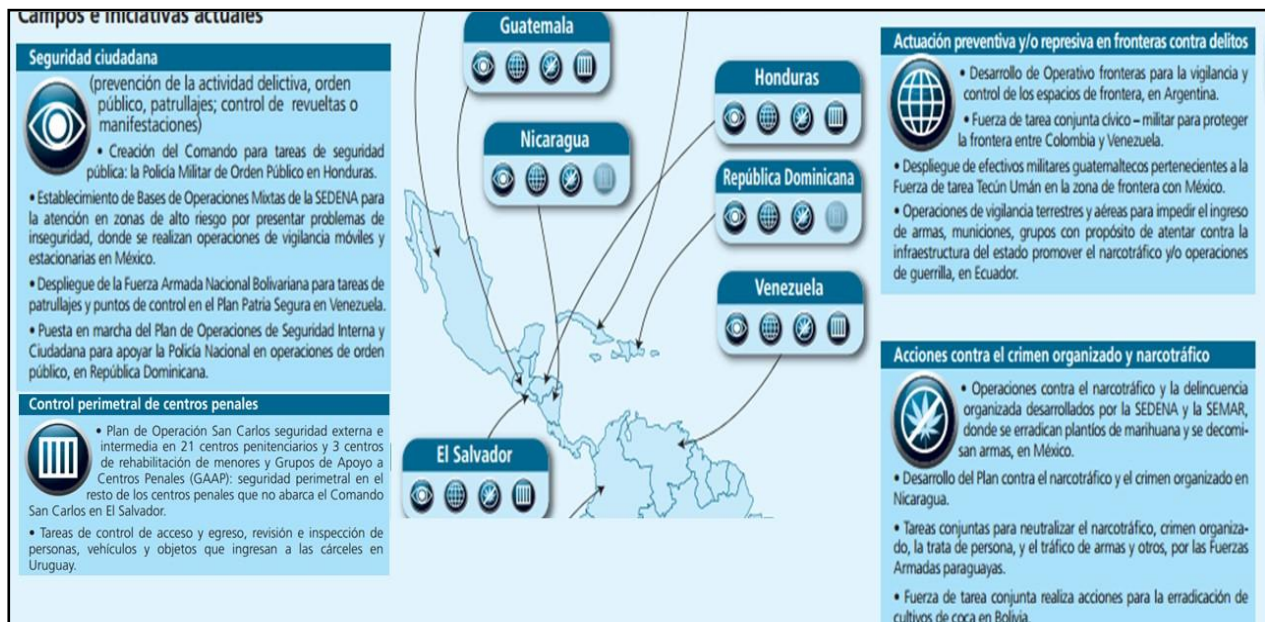 Campos e iniciativas actuales
Seguridad ciudadana
(prevención de la actividad delictiva, orden
público, patrullajes; control de revueltas o
manifestaciones)
• Creación del Comando para tareas de seguridad
pública: la Policía Militar de Orden Público en Honduras.
• Establecimiento de Bases de Operaciones Mixtas de la SEDENA para
la atención en zonas de alto riesgo por presentar problemas de
inseguridad, donde se realizan operaciones de vigilancia móviles y
estacionarias en México.
• Despliegue de la Fuerza Armada Nacional Bolivariana para tareas de
patrullajes y puntos de control en el Plan Patria Segura en Venezuela.
• Puesta en marcha del Plan de Operaciones de Seguridad Interna y
Ciudadana para apoyar la Policía Nacional en operaciones de orden
público, en República Dominicana.
Control perimetral de centros penales
• Plan de Operación San Carlos seguridad externa e
intermedia en 21 centros penitenciarios y 3 centros
de rehabilitación de menores y Grupos de Apoyo a
Centros Penales (GAAP): seguridad perimetral en el
resto de los centros penales que no abarca el Comando
San Carlos en El Salvador.
• Tareas de control de acceso y egreso, revisión e inspección de
personas, vehículos y objetos que ingresan a las cárceles en
Uruguay.
Guatemala
Nicaragua
Honduras
República Dominicana
Venezuela
El Salvador
Actuación preventiva y/o represiva en fronteras contra delitos
• Desarrollo de Operativo fronteras para la vigilancia y
control de los espacios de frontera, en Argentina.
• Fuerza de tarea conjunta cívico – militar para proteger
la frontera entre Colombia y Venezuela.
• Despliegue de efectivos militares guatemaltecos pertenecientes a la
Fuerza de tarea Tecún Umán en la zona de frontera con México.
• Operaciones de vigilancia terrestres y aéreas para impedir el ingreso
de armas, municiones, grupos con propósito de atentar contra la
infraestructura del estado promover el narcotráfico y/o operaciones
de guerrilla, en Ecuador.
Acciones contra el crimen organizado y narcotráfico
• Operaciones contra el narcotráfico y la delincuencia
organizada desarrollados por la SEDENA y la SEMAR,
donde se erradican plantíos de marihuana y se decomi-
san armas, en México.
• Desarrollo del Plan contra el narcotráfico y el crimen organizado en
Nicaragua.
• Tareas conjuntas para neutralizar el narcotráfico, crimen organiza-
do, la trata de persona, y el tráfico de armas y otros, por las Fuerzas
Armadas paraguayas.
• Fuerza de tarea conjunta realiza acciones para la erradicación de
cultivos de coca en Bolivia.